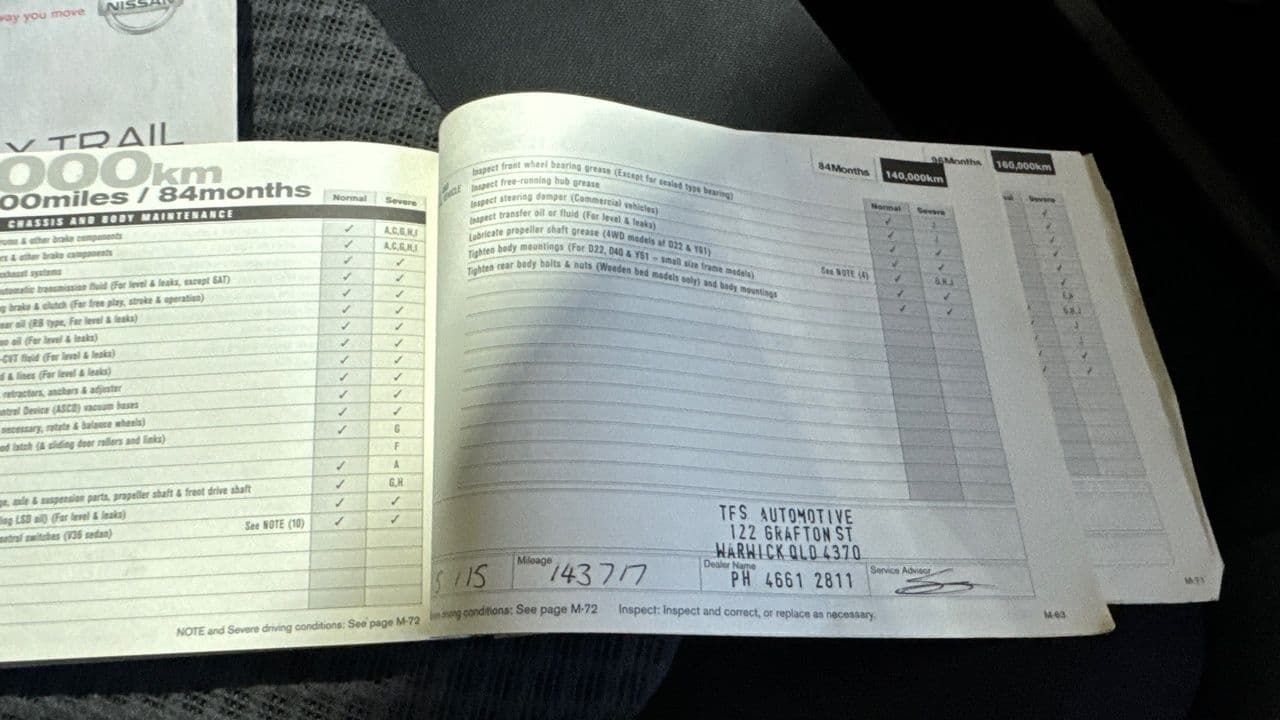 way you move
NISSAN
X TRAIL
000km
00miles / 84months
Normal
Severe
CHASSIS AND BODY MAINTENANCE
& other brake components ✓ A,C,G,H,I
& other brake components ✓ A,C,G,H,I
systems ✓ ✓
transmission fluid (For level & leaks, except 6AT) ✓ ✓
brake & clutch (For free play, stroke & operation) ✓ ✓
oil (RB type, For level & leaks) ✓ ✓
oil (For level & leaks) ✓ ✓
CVT fluid (For level & leaks) ✓ ✓
& lines (For level & leaks) ✓ ✓
retractors, anchors & adjuster ✓ ✓
Device (ASCD) vacuum hoses ✓ ✓
necessary, rotate & balance wheels) ✓ ✓
latch (& sliding door rollers and links) ✓ G
F
✓ A
axle & suspension parts, propeller shaft & front drive shaft ✓ G,H
LSD oil) (For level & leaks) ✓ ✓
switches (V36 sedan) See NOTE (10) ✓ ✓
NOTE and Severe driving conditions: See page M-72
84Months 140,000km
Normal
Severe
Inspect front wheel bearing grease (Except for sealed type bearing)
Inspect free-running hub grease
Inspect steering damper (Commercial vehicles)
Inspect transfer oil or fluid (For level & leaks)
Lubricate propeller shaft grease (4WD models of D22 & Y61)
Tighten body mountings (For D22, D40 & Y61 - small size frame models) See NOTE (4)
Tighten rear body bolts & nuts (Wooden bed models only) and body mountings
TFS AUTOMOTIVE
122 GRAFTON ST
WARWICK QLD 4370
115
Mileage
143717
Dealer Name
PH 4661 2811
Service Advisor
driving conditions: See page M-72 Inspect: Inspect and correct, or replace as necessary.
M-63
96Months 160,000km
Severe
M-71